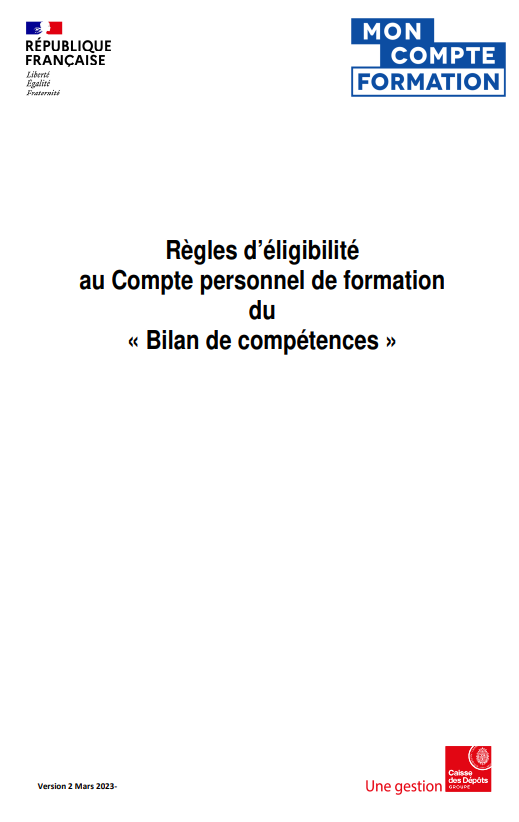 RÉPUBLIQUE
FRANÇAISE
Liberté
Égalité
Fraternité
MON
COMPTE
FORMATION
Règles d’éligibilité
au Compte personnel de formation
du
« Bilan de compétences »
Version 2 Mars 2023-
Une gestion
Caisse
des Dépôts
GROUPE